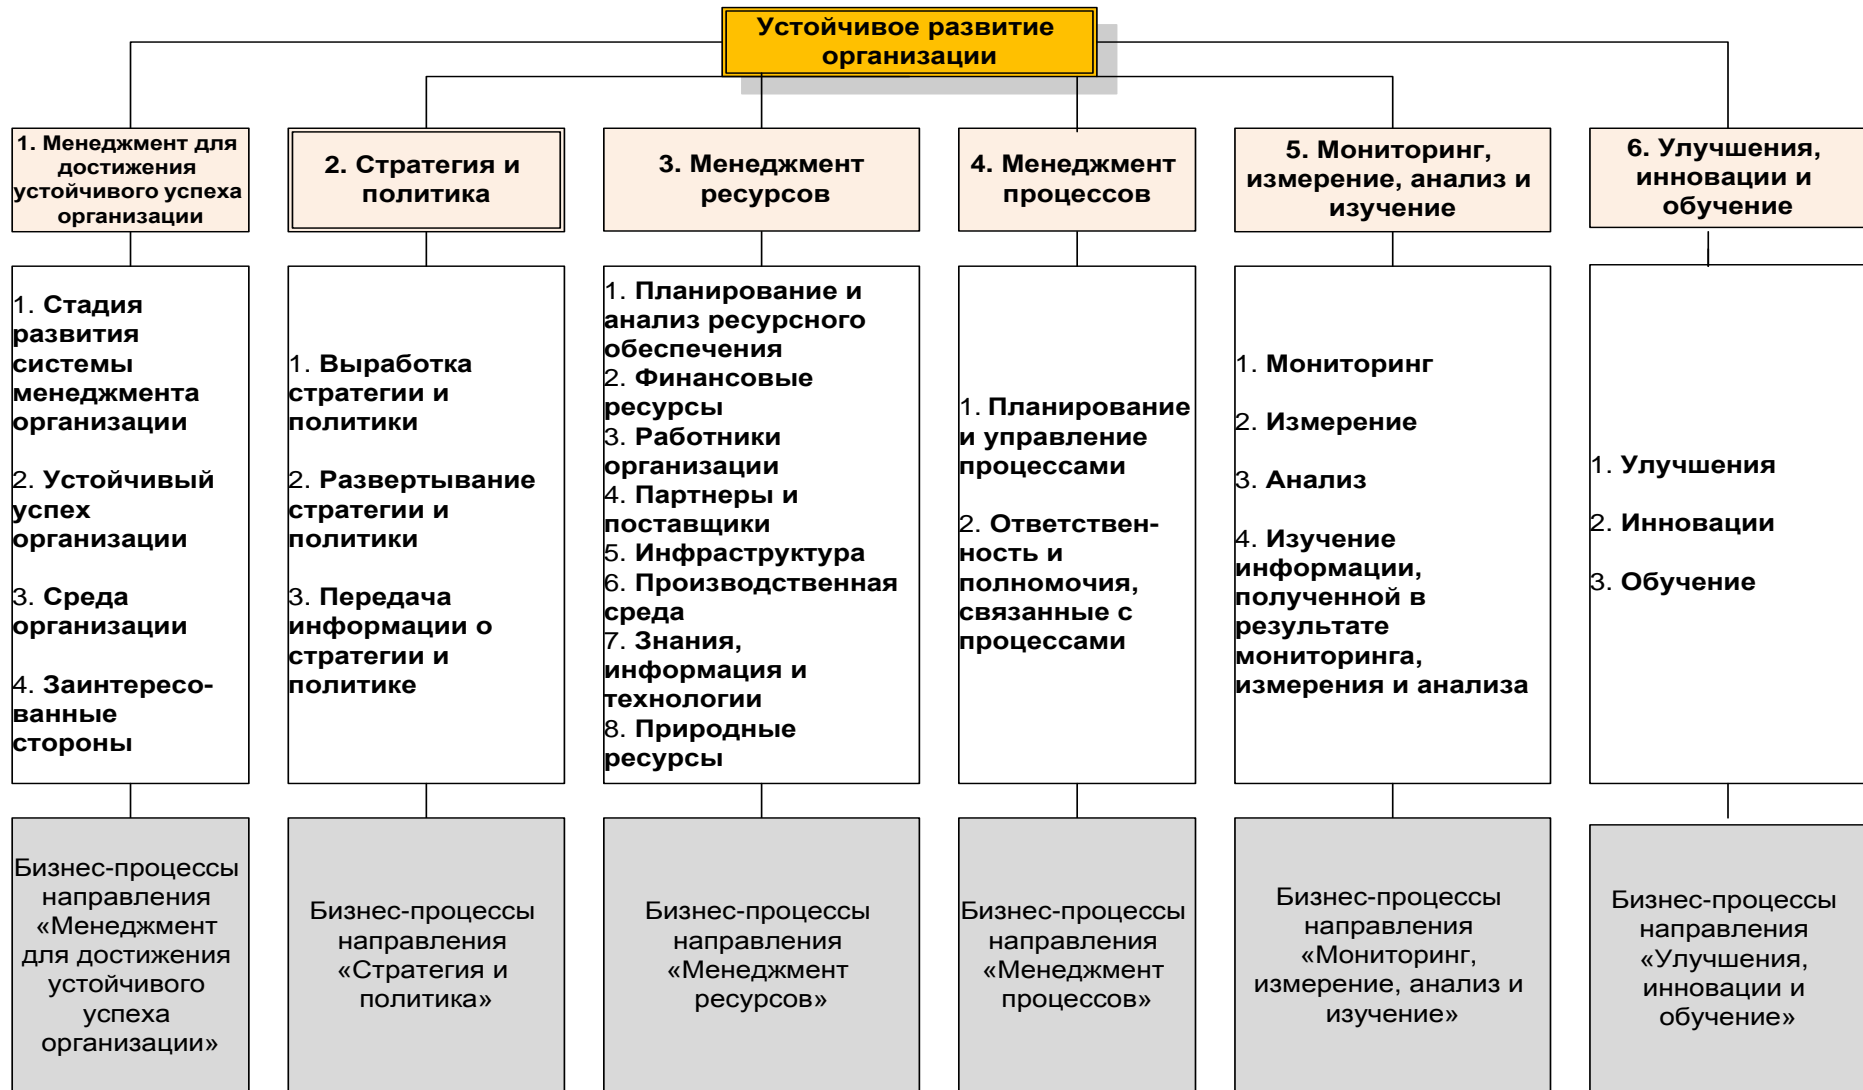 Устойчивое развитие
организации
1. Менеджмент для
достижения
устойчивого успеха
организации
2. Стратегия и
политика
3. Менеджмент
ресурсов
4. Менеджмент
процессов
5. Мониторинг,
измерение, анализ и
изучение
6. Улучшения,
инновации и
обучение
1. Стадия
развития
системы
менеджмента
организации
2. Устойчивый
успех
организации
3. Среда
организации
4. Заинтересо-
ванные
стороны
1. Выработка
стратегии и
политики
2. Развертывание
стратегии и
политики
3. Передача
информации о
стратегии и
политике
1. Планирование и
анализ ресурсного
обеспечения
2. Финансовые
ресурсы
3. Работники
организации
4. Партнеры и
поставщики
5. Инфраструктура
6. Производственная
среда
7. Знания,
информация и
технологии
8. Природные
ресурсы
1. Планирование
и управление
процессами
2. Ответствен-
ность и
полномочия,
связанные с
процессами
1. Мониторинг
2. Измерение
3. Анализ
4. Изучение
информации,
полученной в
результате
мониторинга,
измерения и анализа
1. Улучшения
2. Инновации
3. Обучение
Бизнес-процессы
направления
«Менеджмент
для достижения
устойчивого
успеха
организации»
Бизнес-процессы
направления
«Стратегия и
политика»
Бизнес-процессы
направления
«Менеджмент
ресурсов»
Бизнес-процессы
направления
«Менеджмент
процессов»
Бизнес-процессы
направления
«Мониторинг,
измерение, анализ и
изучение»
Бизнес-процессы
направления
«Улучшения,
инновации и
обучение»